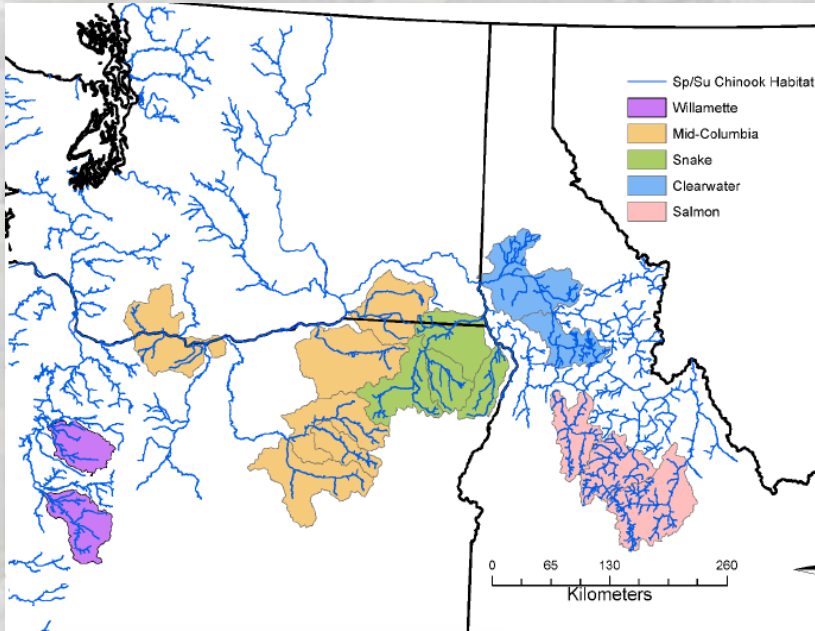 Sp/Su Chinook Habitat
Willamette
Mid-Columbia
Snake
Clearwater
Salmon
0 65 130 260
Kilometers